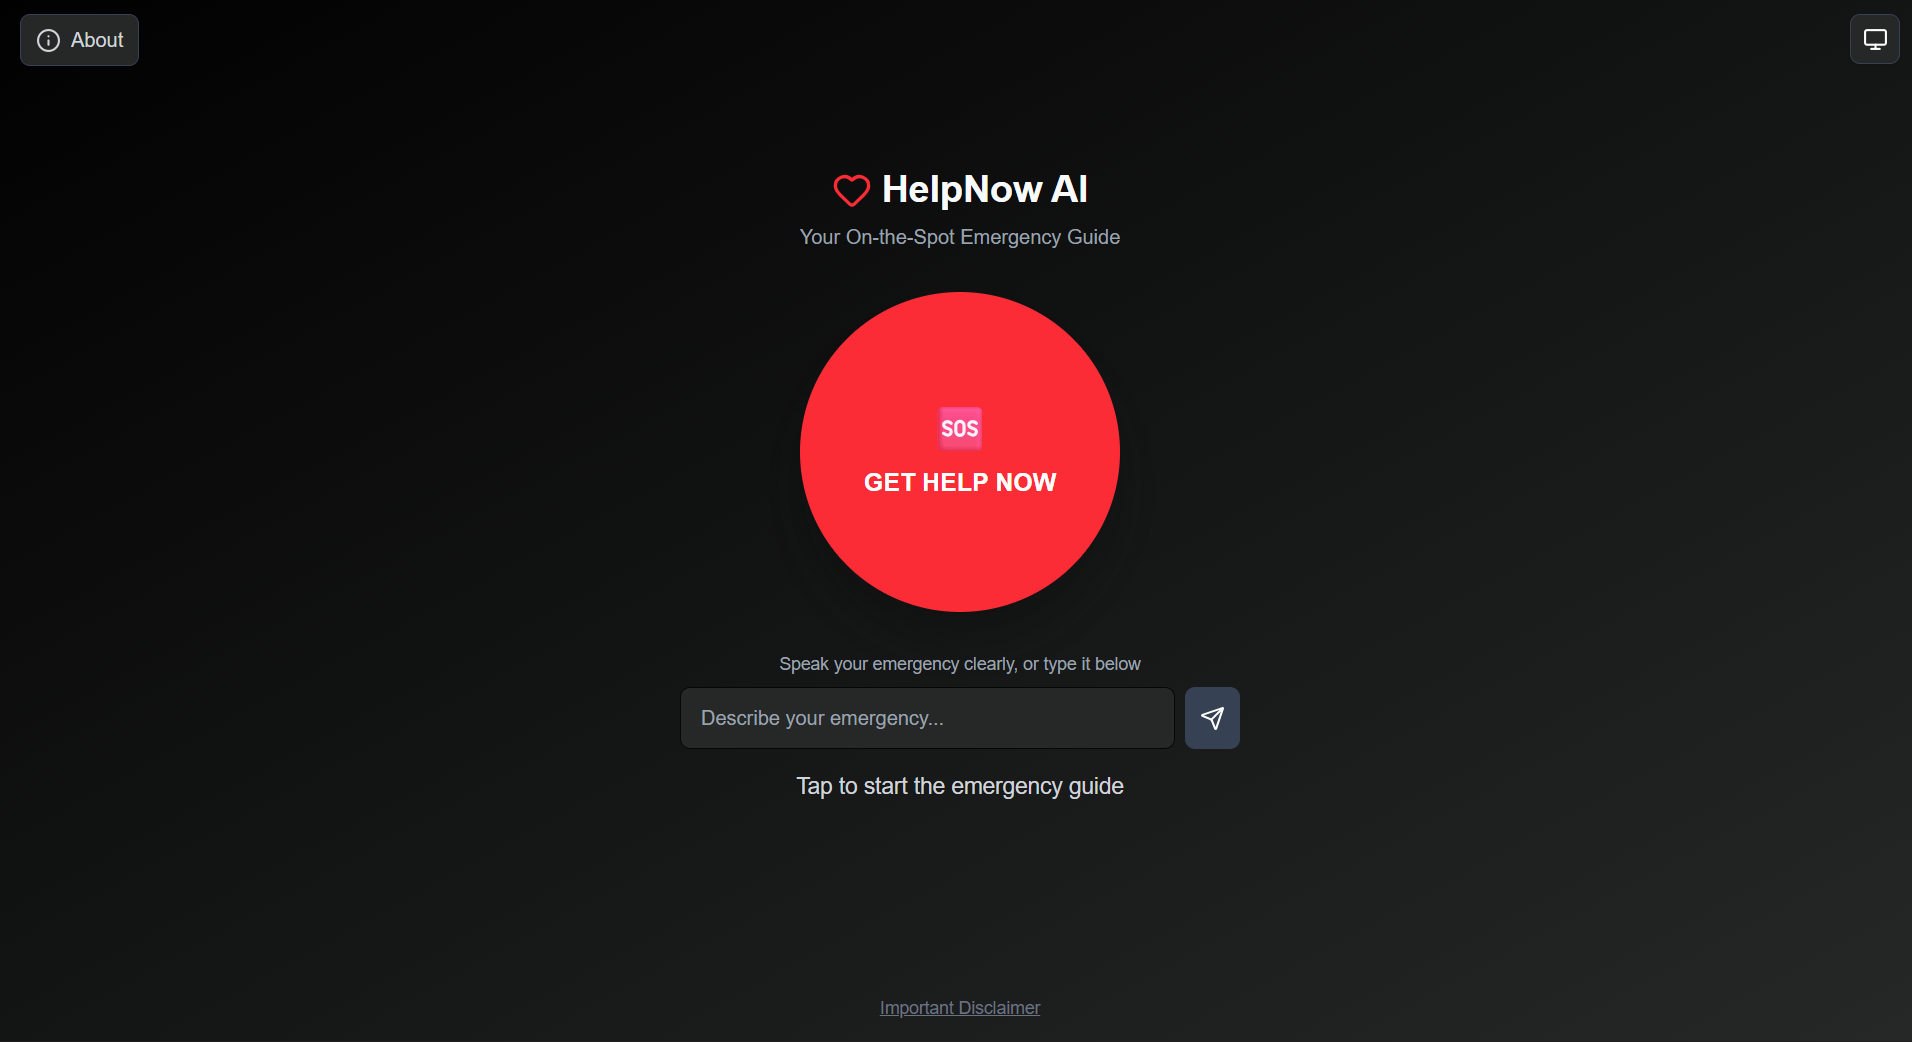 About
HelpNow AI
Your On-the-Spot Emergency Guide
SOS
GET HELP NOW
Speak your emergency clearly, or type it below
Describe your emergency...
Tap to start the emergency guide
Important Disclaimer